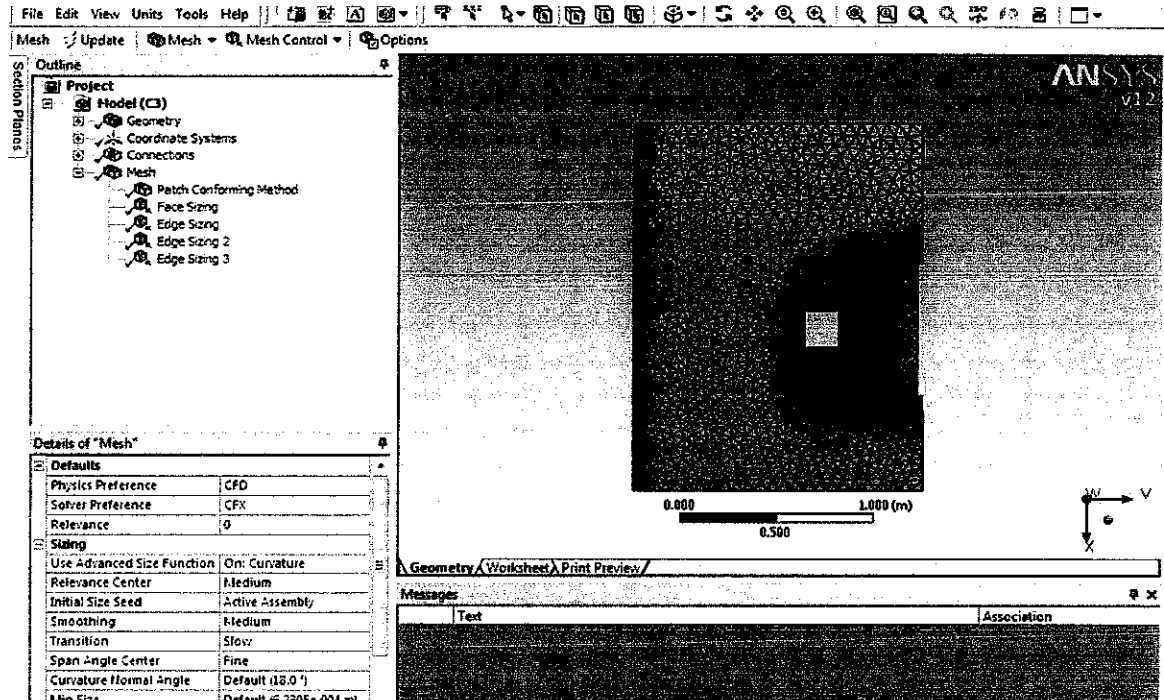 File Edit View Units Tools Help
Mesh Update Mesh Mesh Control Options
Section Planes
Outline
Project
Model (C3)
Geometry
Coordinate Systems
Connections
Mesh
Patch Conforming Method
Face Sizing
Edge Sizing
Edge Sizing 2
Edge Sizing 3
ANSYS
v12
0.000 1.000 (m)
0.500
W Y
X
Geometry Worksheet Print Preview
Messages
Text Association
Details of "Mesh"
Defaults
Physics Preference CFD
Solver Preference CFX
Relevance 0
Sizing
Use Advanced Size Function On: Curvature
Relevance Center Medium
Initial Size Seed Active Assembly
Smoothing Medium
Transition Slow
Span Angle Center Fine
Curvature Normal Angle Default (18.0 °)
Min Size Default